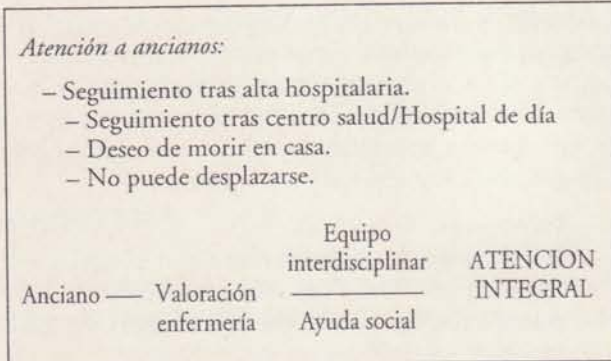 Atención a ancianos:
– Seguimiento tras alta hospitalaria.
– Seguimiento tras centro salud/Hospital de día
– Deseo de morir en casa.
– No puede desplazarse.
Equipo
interdisciplinar ATENCION
Anciano — Valoración INTEGRAL
enfermería Ayuda social